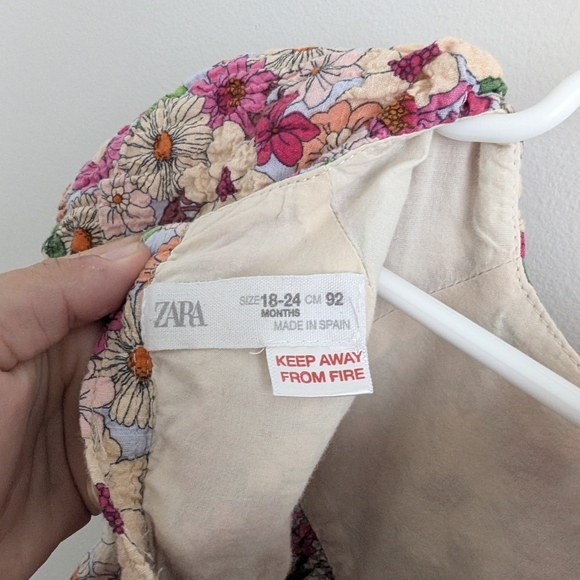 ZARA
SIZE 18-24 CM 92
MONTHS
MADE IN SPAIN
KEEP AWAY
FROM FIRE